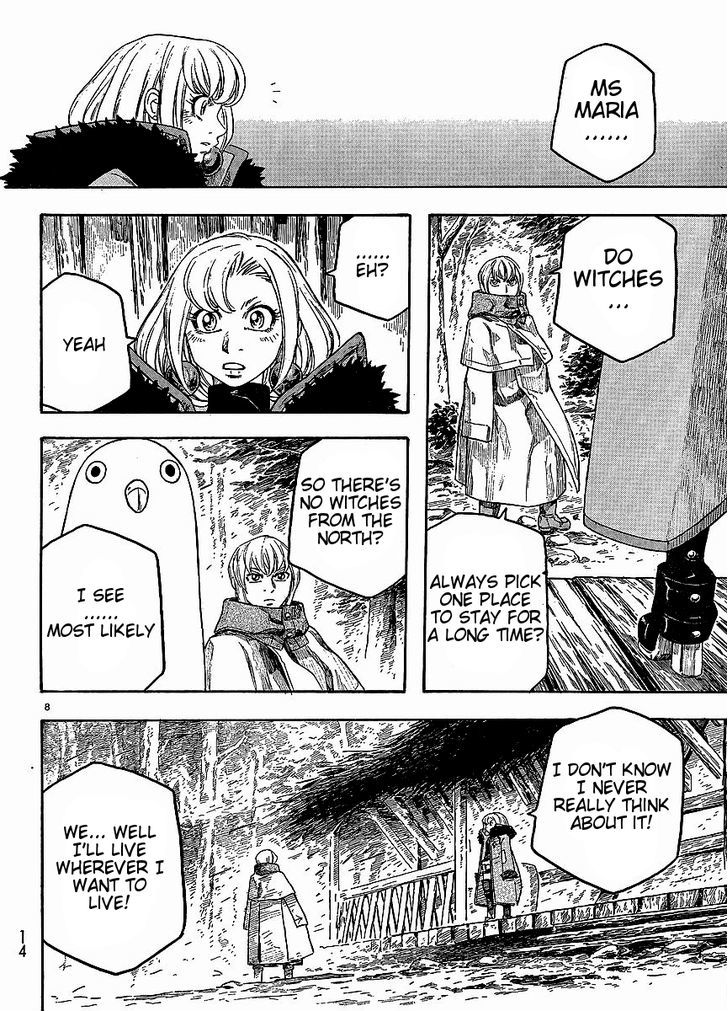 MS
MARIA
......
DO
WITCHES
...
ALWAYS PICK
ONE PLACE
TO STAY FOR
A LONG TIME?
......
EH?
YEAH
SO THERE'S
NO WITCHES
FROM THE
NORTH?
I SEE
......
MOST LIKELY
8
I DON'T KNOW
I NEVER
REALLY THINK
ABOUT IT!
WE... WELL
I'LL LIVE
WHEREVER I
WANT TO
LIVE!
14